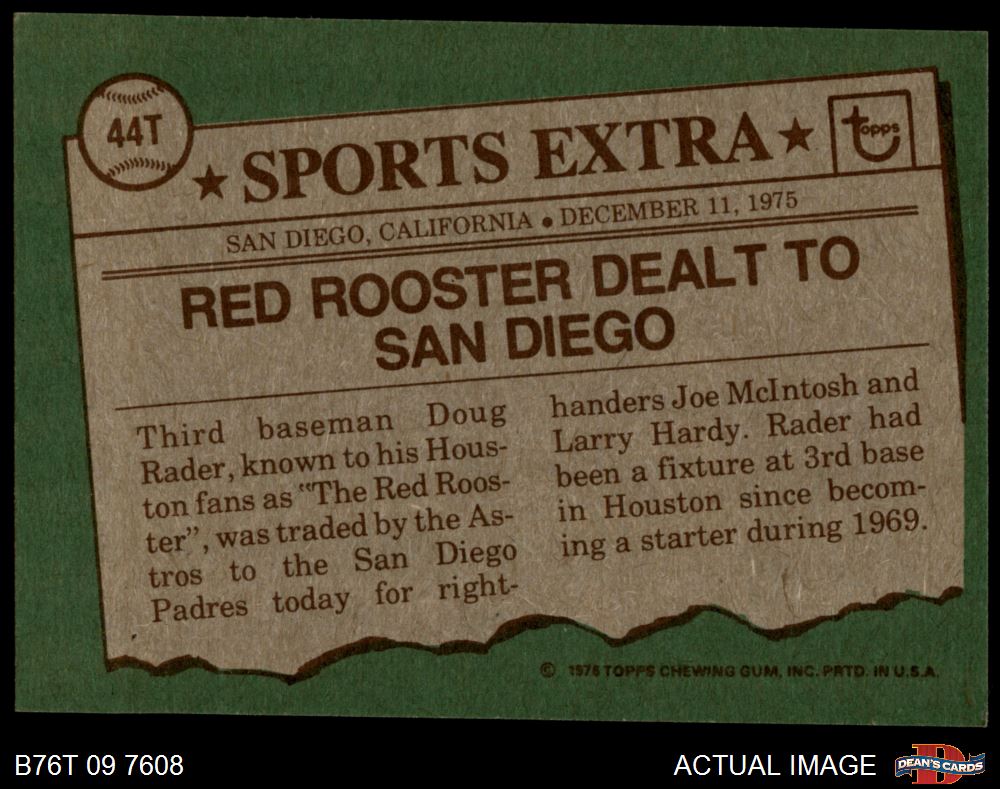 44T
★ SPORTS EXTRA ★
topps
SAN DIEGO, CALIFORNIA • DECEMBER 11, 1975
RED ROOSTER DEALT TO
SAN DIEGO
Third baseman Doug
Rader, known to his Hous-
ton fans as "The Red Roos-
ter", was traded by the As-
tros to the San Diego
Padres today for right-
handers Joe McIntosh and
Larry Hardy. Rader had
been a fixture at 3rd base
in Houston since becom-
ing a starter during 1969.
© 1976 TOPPS CHEWING GUM, INC. PRTD. IN U.S.A.
B76T 09 7608
ACTUAL IMAGE
D
DEAN'S CARDS